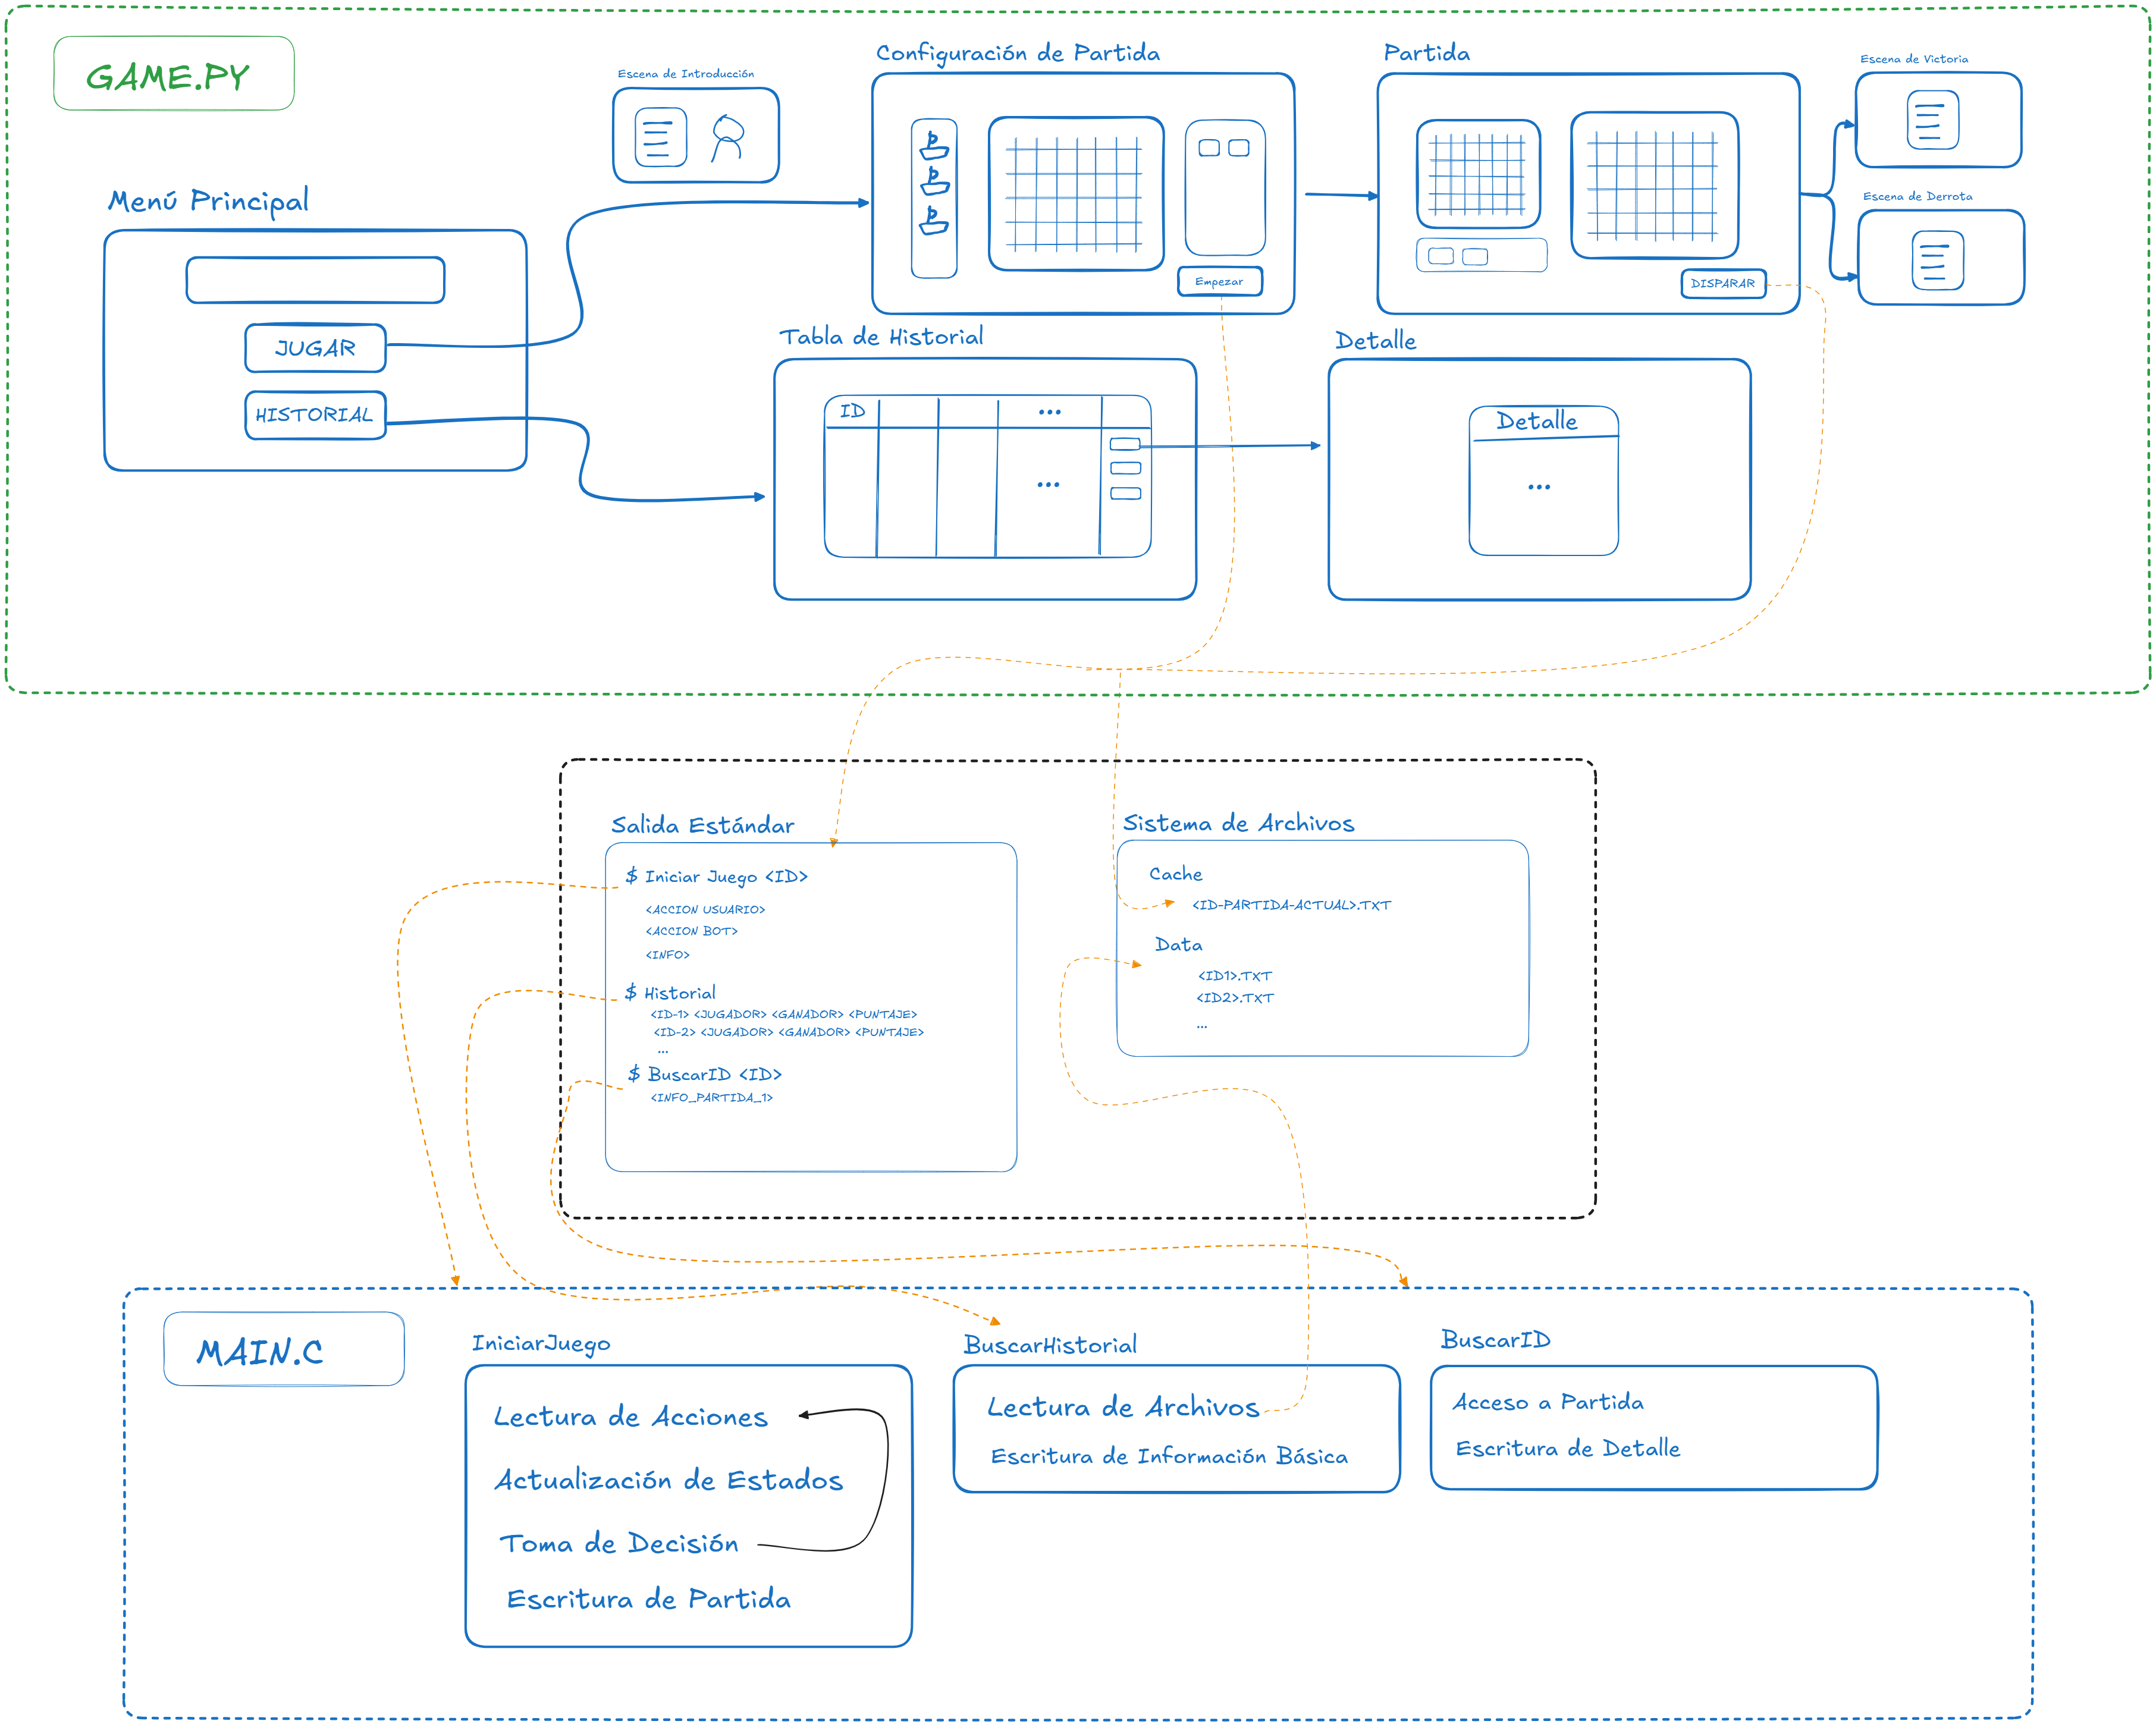 GAME.PY
Menú Principal
JUGAR
HISTORIAL
Escena de Introducción
Configuración de Partida
Empezar
Partida
DISPARAR
Escena de Victoria
Escena de Derrota
Tabla de Historial
ID
...
...
Detalle
Detalle
...
Salida Estándar
$ Iniciar Juego <ID>
<ACCION USUARIO>
<ACCION BOT>
<INFO>
$ Historial
<ID-1> <JUGADOR> <GANADOR> <PUNTAJE>
<ID-2> <JUGADOR> <GANADOR> <PUNTAJE>
...
$ BuscarID <ID>
<INFO_PARTIDA_1>
Sistema de Archivos
Cache
<ID-PARTIDA-ACTUAL>.TXT
Data
<ID1>.TXT
<ID2>.TXT
...
MAIN.C
IniciarJuego
Lectura de Acciones
Actualización de Estados
Toma de Decisión
Escritura de Partida
BuscarHistorial
Lectura de Archivos
Escritura de Información Básica
BuscarID
Acceso a Partida
Escritura de Detalle